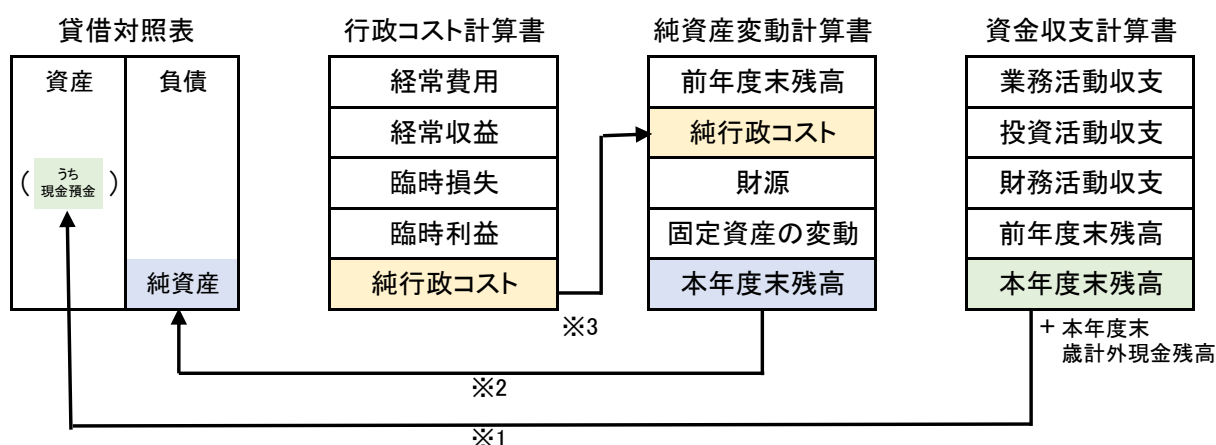 貸借対照表
資産
負債
(うち
現金預金)
純資産
行政コスト計算書
経常費用
経常収益
臨時損失
臨時利益
純行政コスト
純資産変動計算書
前年度末残高
純行政コスト
財源
固定資産の変動
本年度末残高
資金収支計算書
業務活動収支
投資活動収支
財務活動収支
前年度末残高
本年度末残高
+ 本年度末
歳計外現金残高
※3
※2
※1